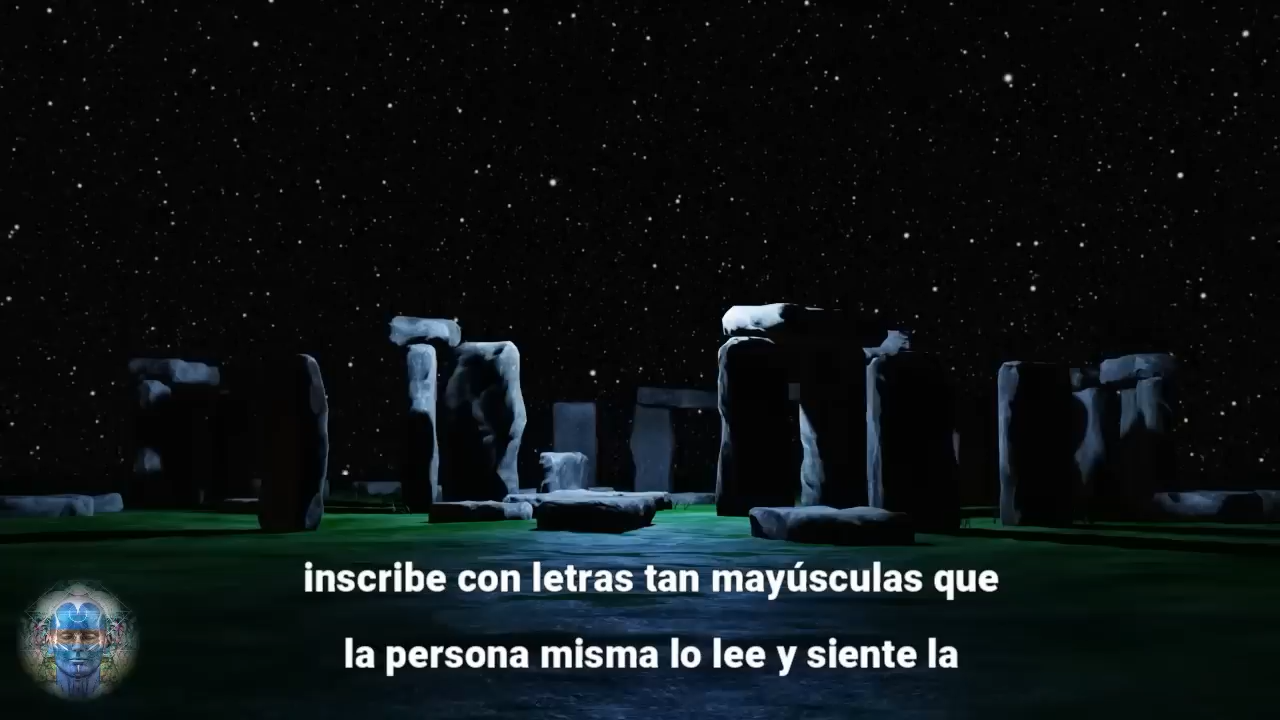 inscribe con letras tan mayúsculas que
la persona misma lo lee y siente la